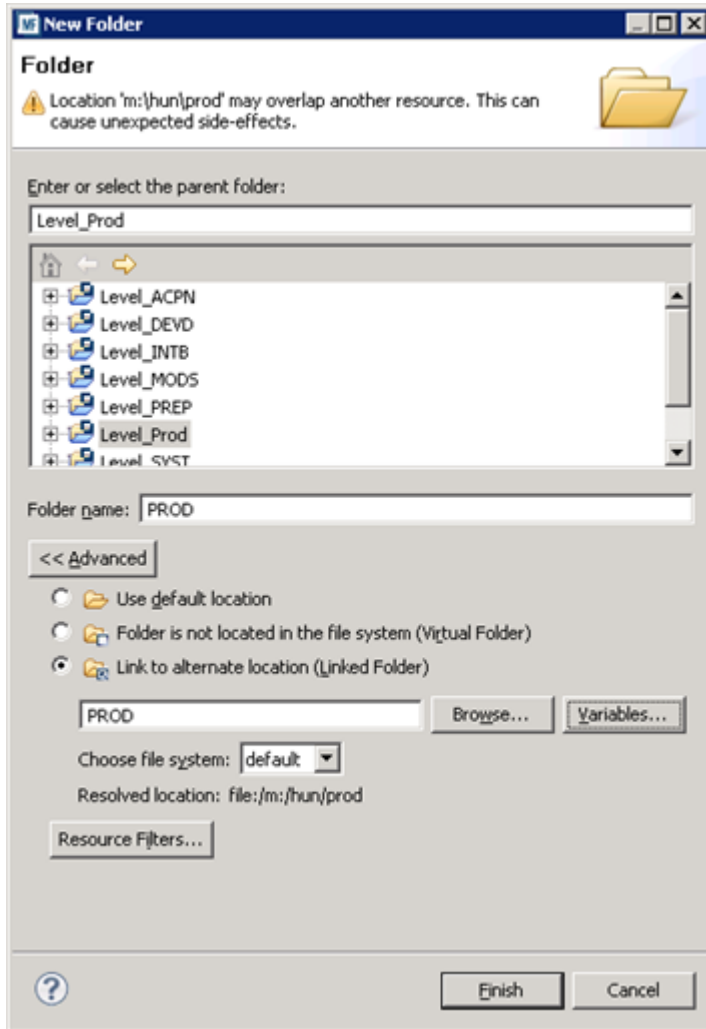 New Folder
Folder
Location 'm:\hun\prod' may overlap another resource. This can
cause unexpected side-effects.
Enter or select the parent folder:
Level_Prod
Level_ACPN
Level_DEVD
Level_INTB
Level_MODS
Level_PREP
Level_Prod
Level_SYST
Folder name: PROD
<< Advanced
Use default location
Folder is not located in the file system (Virtual Folder)
Link to alternate location (Linked Folder)
PROD Browse... Variables...
Choose file system: default
Resolved location: file:/m:/hun/prod
Resource Filters...
? Finish Cancel